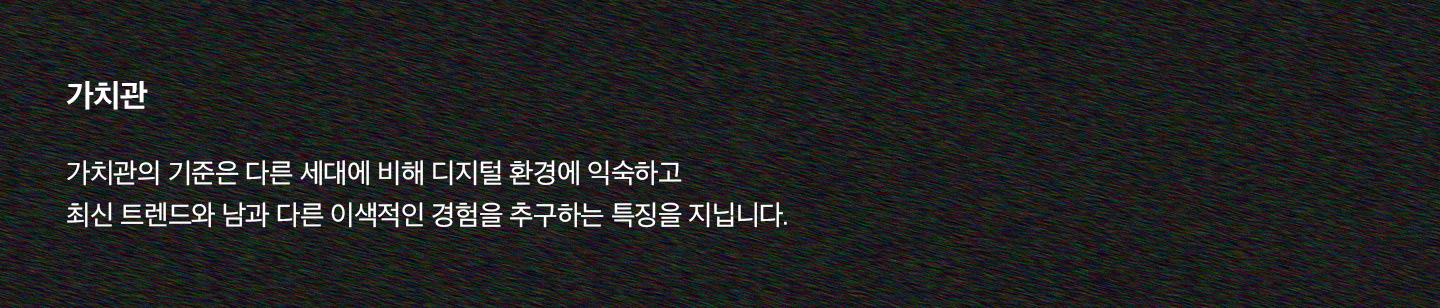 가치관
가치관의 기준은 다른 세대에 비해 디지털 환경에 익숙하고
최신 트렌드와 남과 다른 이색적인 경험을 추구하는 특징을 지닙니다.